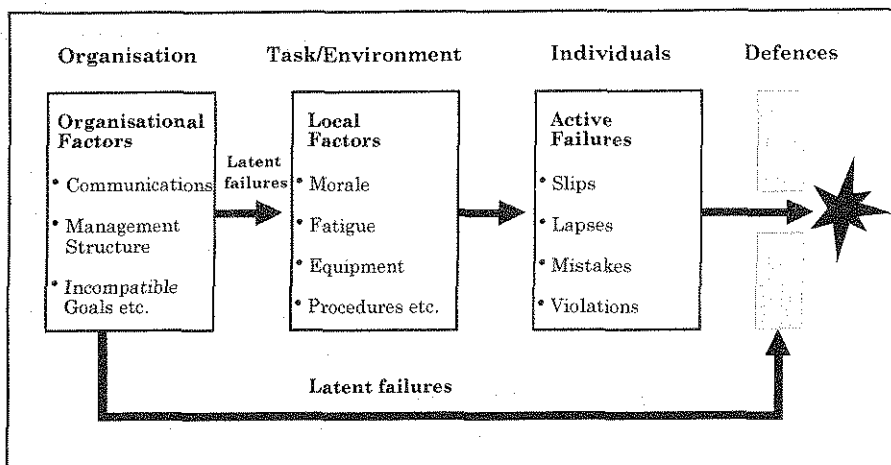 Organisation
Task/Environment
Individuals
Defences
Organisational
Factors
• Communications
• Management
Structure
• Incompatible
Goals etc.
Latent
failures
Local
Factors
• Morale
• Fatigue
• Equipment
• Procedures etc.
Active
Failures
• Slips
• Lapses
• Mistakes
• Violations
Latent failures